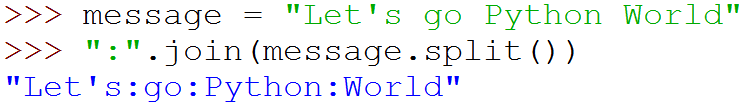 >>> message = "Let's go Python World"
>>> ":".join(message.split())
"Let's:go:Python:World"